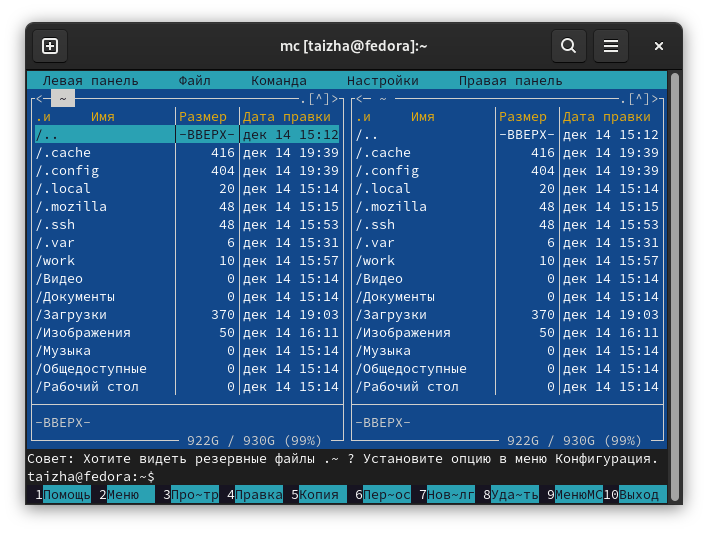 mc [taizha@fedora]:~
Левая панель Файл Команда Настройки Правая панель
<─ ~ ─.[^]>
.и Имя Размер Дата правки
/.. -ВВЕРХ- дек 14 15:12
/.cache 416 дек 14 19:39
/.config 404 дек 14 19:39
/.local 20 дек 14 15:14
/.mozilla 48 дек 14 15:15
/.ssh 48 дек 14 15:53
/.var 6 дек 14 15:31
/work 10 дек 14 15:57
/Видео 0 дек 14 15:14
/Документы 0 дек 14 15:14
/Загрузки 370 дек 14 19:03
/Изображения 50 дек 14 16:11
/Музыка 0 дек 14 15:14
/Общедоступные 0 дек 14 15:14
/Рабочий стол 0 дек 14 15:14
-ВВЕРХ-
922G / 930G (99%)
<─ ~ ─.[^]>
.и Имя Размер Дата правки
/.. -ВВЕРХ- дек 14 15:12
/.cache 416 дек 14 19:39
/.config 404 дек 14 19:39
/.local 20 дек 14 15:14
/.mozilla 48 дек 14 15:15
/.ssh 48 дек 14 15:53
/.var 6 дек 14 15:31
/work 10 дек 14 15:57
/Видео 0 дек 14 15:14
/Документы 0 дек 14 15:14
/Загрузки 370 дек 14 19:03
/Изображения 50 дек 14 16:11
/Музыка 0 дек 14 15:14
/Общедоступные 0 дек 14 15:14
/Рабочий стол 0 дек 14 15:14
-ВВЕРХ-
922G / 930G (99%)
Совет: Хотите видеть резервные файлы .~ ? Установите опцию в меню Конфигурация.
taizha@fedora:~$
1Помощь 2Меню 3Про~тр 4Правка 5Копия 6Пер~ос 7Нов~лг 8Уда~ть 9МенюMC 10Выход